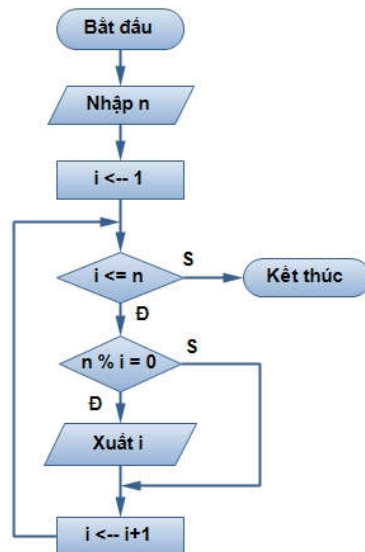 Bắt đầu
Nhập n
i <-- 1
i <= n
S
Kết thúc
Đ
n % i = 0
S
Đ
Xuất i
i <-- i+1